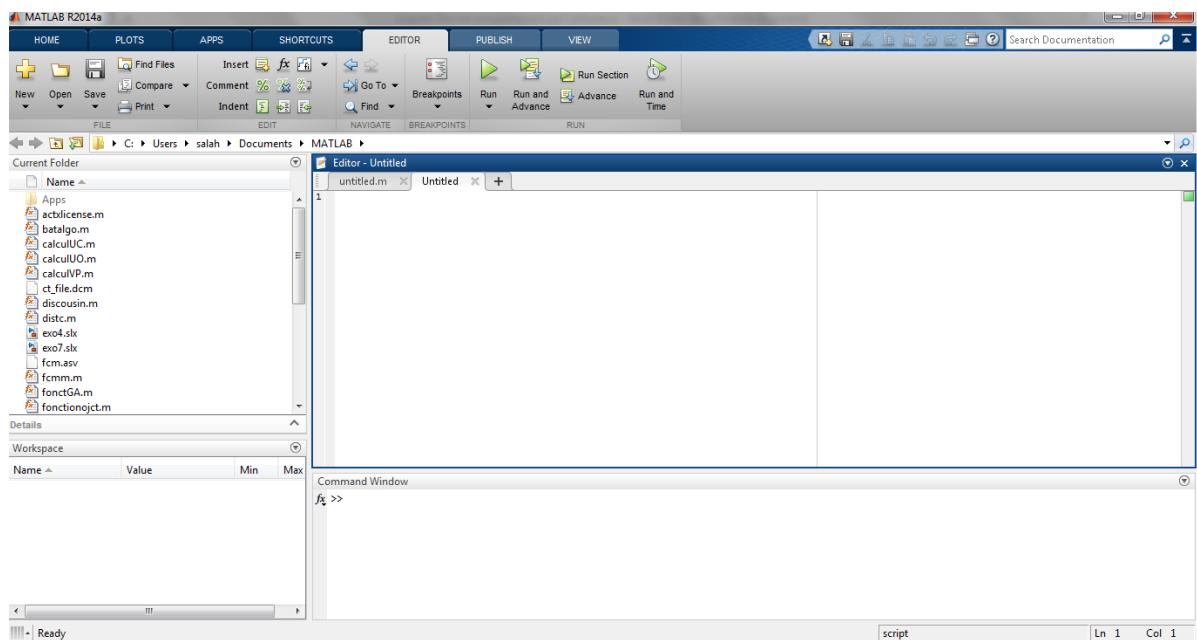 MATLAB R2014a
HOME PLOTS APPS SHORTCUTS EDITOR PUBLISH VIEW Search Documentation
Find Files Insert fx
New Open Save Compare Comment Go To Breakpoints Run Run and Advance Run Section Advance Run and Time
Print Indent Find
FILE EDIT NAVIGATE BREAKPOINTS RUN
C: Users salah Documents MATLAB
Current Folder
Name
Apps
actxlicense.m
batalgo.m
calculUC.m
calculUO.m
calculVP.m
ct_file.dcm
discousin.m
distc.m
exo4.slx
exo7.slx
fcm.asv
fcmm.m
fonctGA.m
fonctionojct.m
Details
Workspace
Name Value Min Max
Editor - Untitled
untitled.m Untitled +
1
Command Window
fx >>
Ready script Ln 1 Col 1